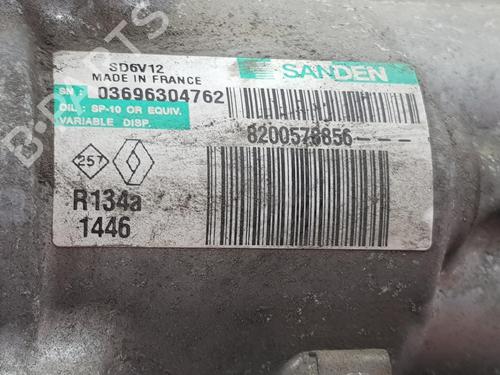 SD6V12
MADE IN FRANCE
SANDEN
SN : 03696304762
OIL: SP-10 OR EQUIV.
VARIABLE DISP.
8200578856---
257
R134a
1446
B-PARTS